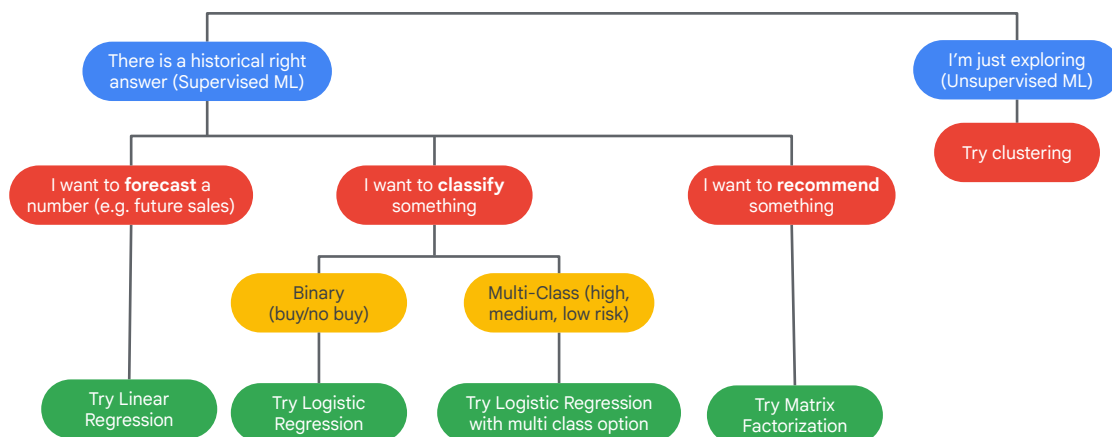 There is a historical right
answer (Supervised ML)
I'm just exploring
(Unsupervised ML)
Try clustering
I want to forecast a
number (e.g. future sales)
I want to classify
something
I want to recommend
something
Binary
(buy/no buy)
Multi-Class (high,
medium, low risk)
Try Linear
Regression
Try Logistic
Regression
Try Logistic Regression
with multi class option
Try Matrix
Factorization